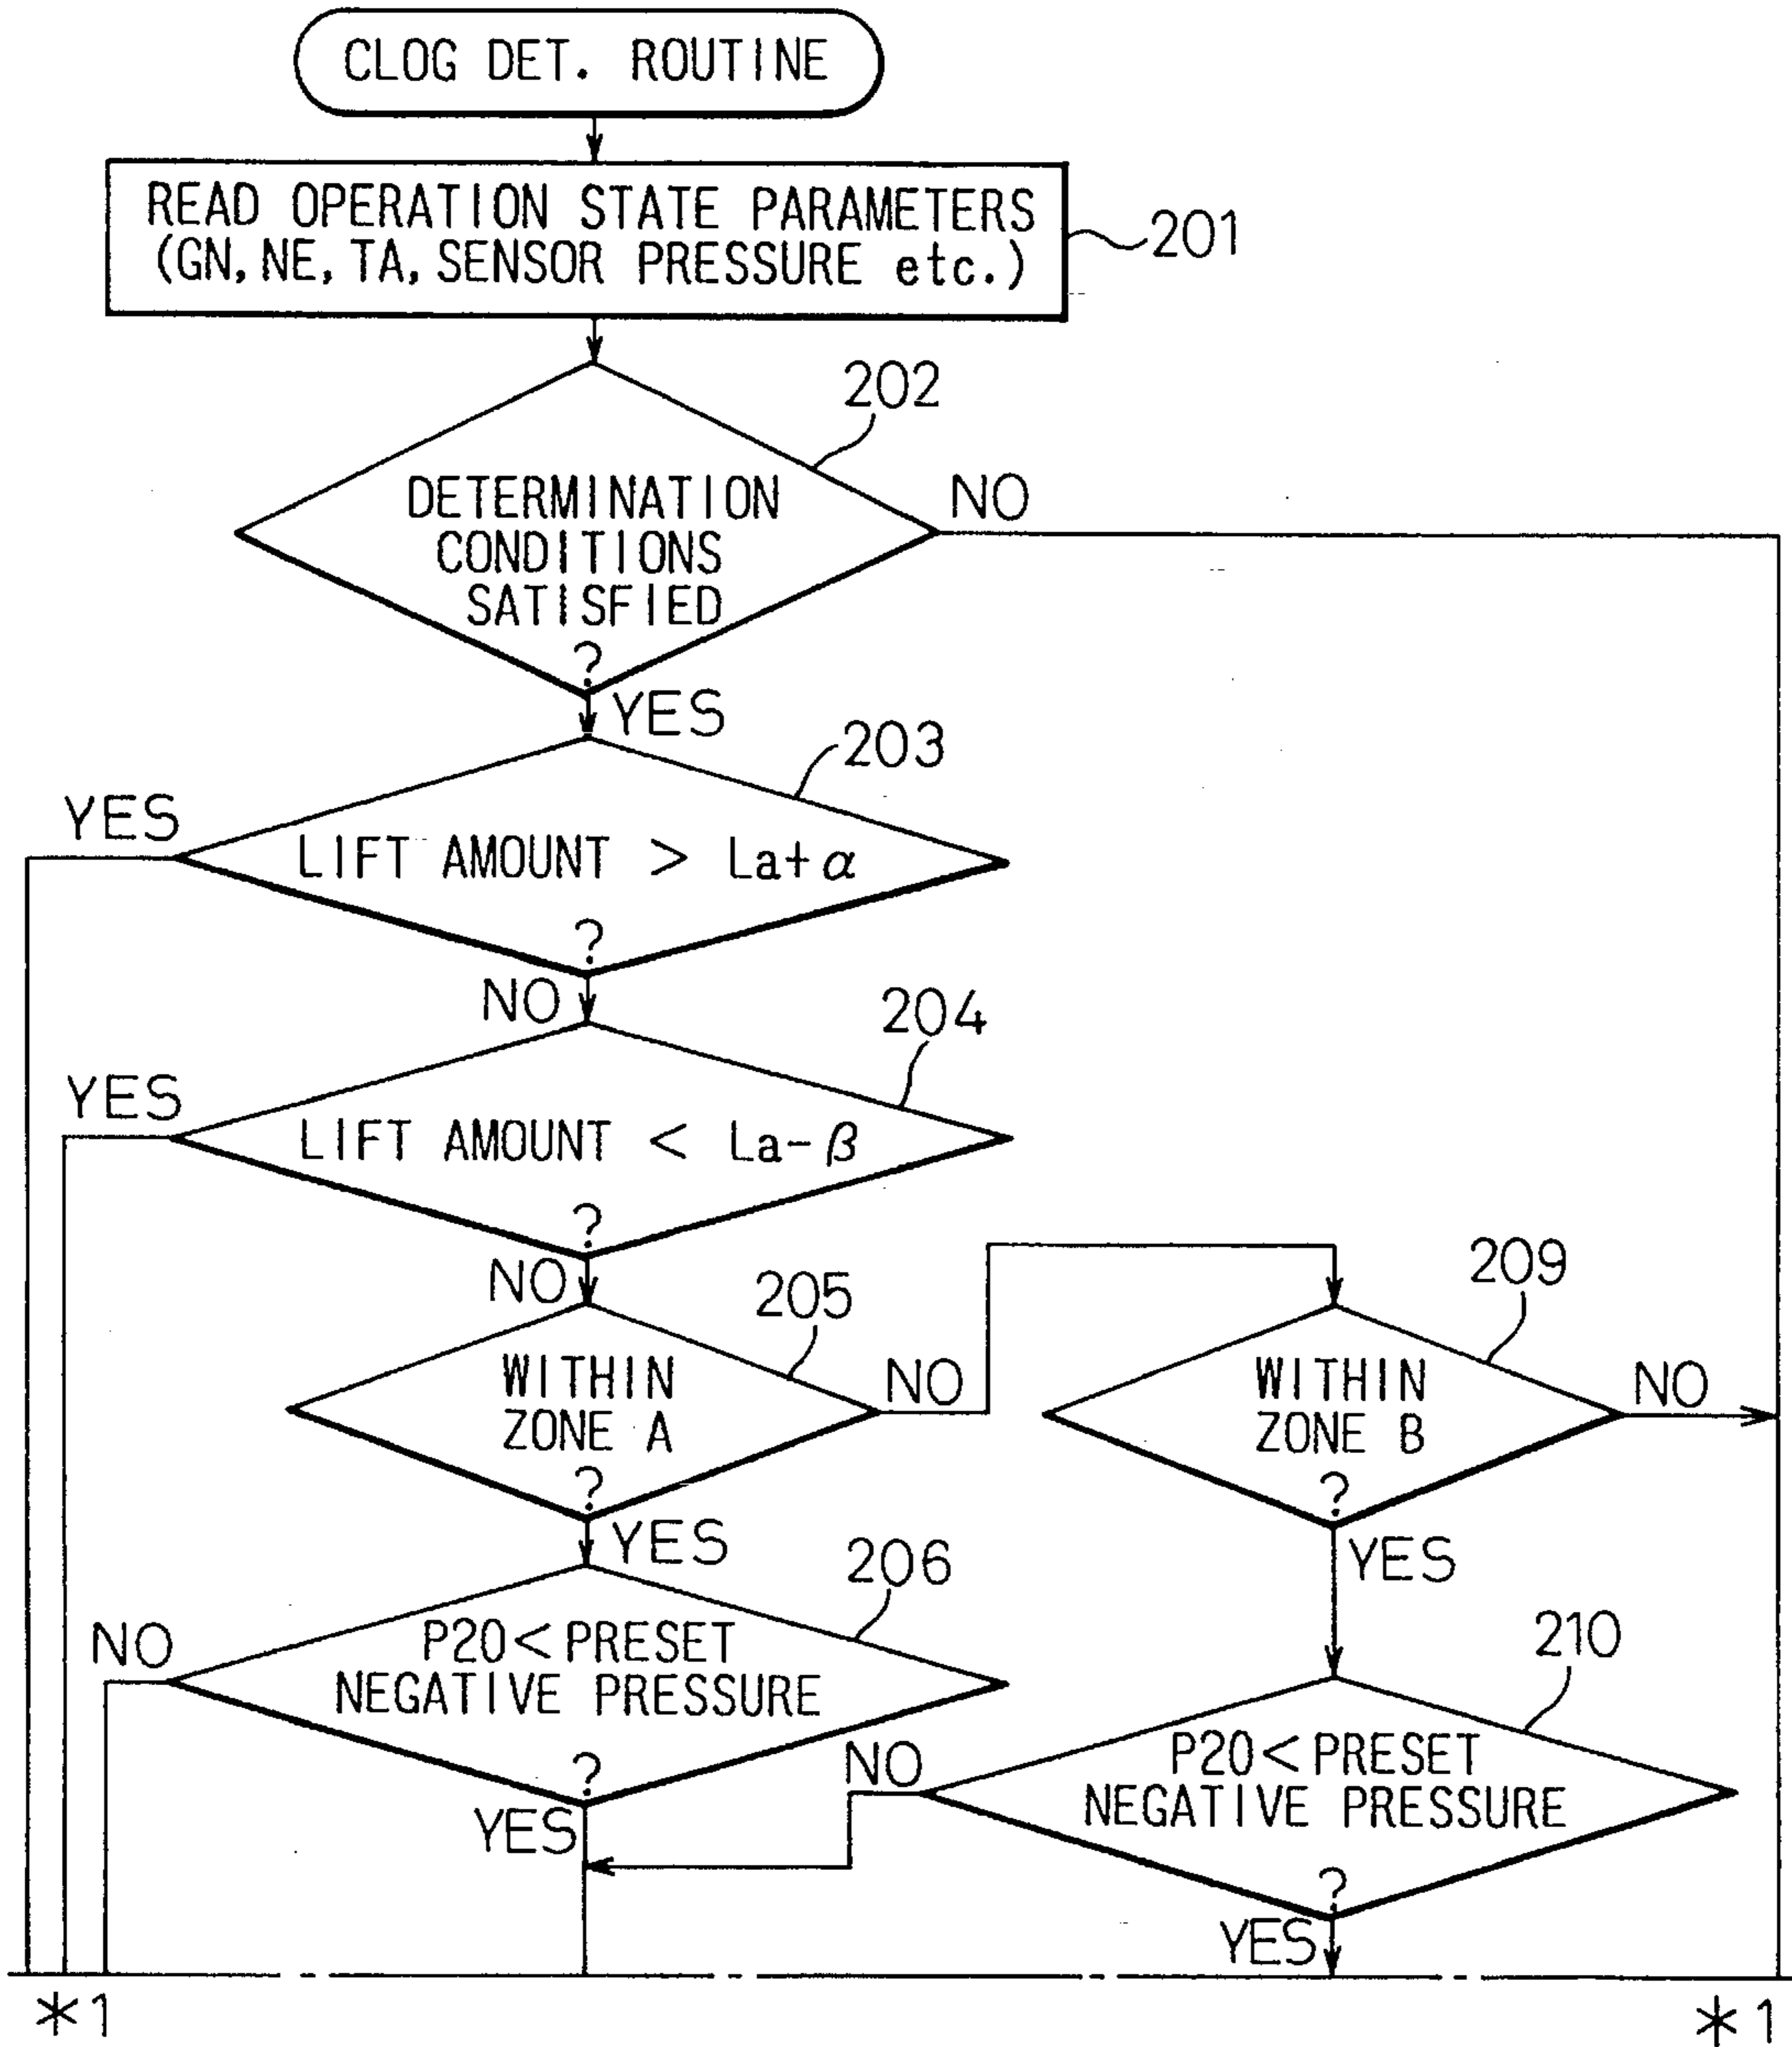 CLOG DET. ROUTINE
READ OPERATION STATE PARAMETERS
(GN, NE, TA, SENSOR PRESSURE etc.)
201
202
DETERMINATION
CONDITIONS
SATISFIED
?
NO
YES
203
YES
LIFT AMOUNT > La+α
?
NO
204
YES
LIFT AMOUNT < La-β
?
NO
205
WITHIN
ZONE A
?
NO
209
WITHIN
ZONE B
?
NO
YES
YES
206
NO
P20<PRESET
NEGATIVE PRESSURE
?
YES
210
NO
P20<PRESET
NEGATIVE PRESSURE
?
YES
*1
*1